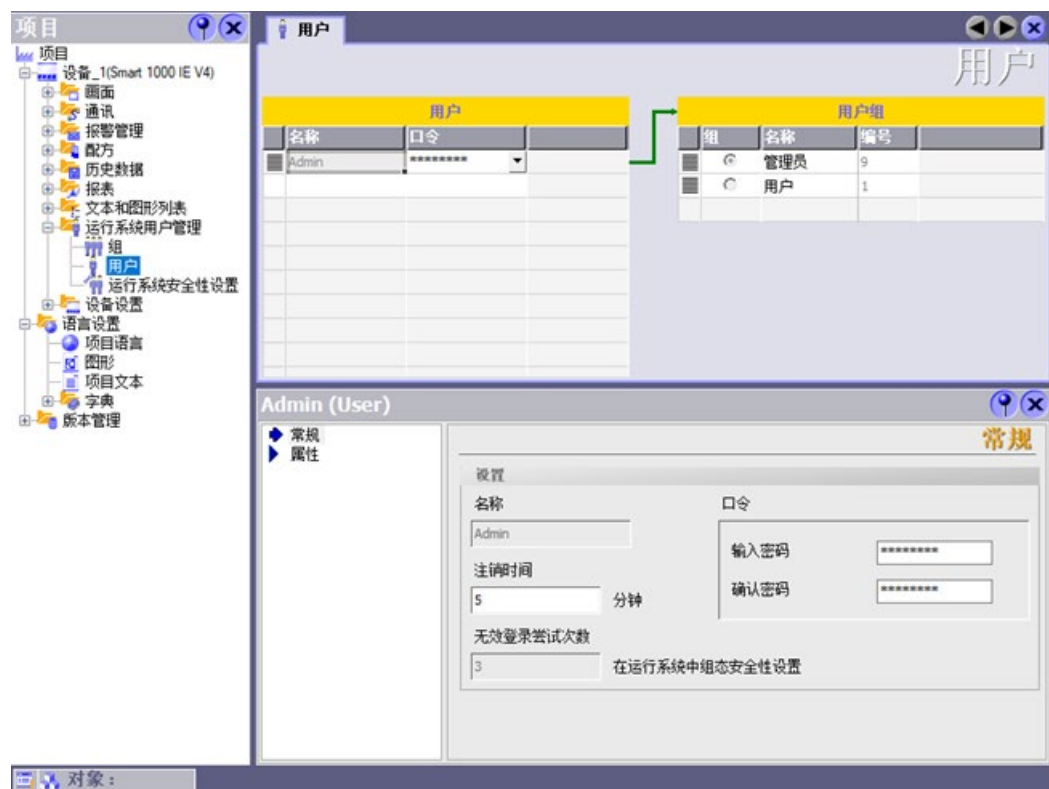 项目
项目
设备_1(Smart 1000 IE V4)
画面
通讯
报警管理
配方
历史数据
报表
文本和图形列表
运行系统用户管理
组
用户
运行系统安全性设置
设备设置
语言设置
项目语言
图形
项目文本
字典
版本管理
用户
用户
用户
名称 口令
Admin ********
用户组
组 名称 编号
管理员 9
用户 1
Admin (User)
常规
属性
常规
设置
名称
Admin
注销时间
5 分钟
无效登录尝试次数
3 在运行系统中组态安全性设置
口令
输入密码 ********
确认密码 ********
对象：